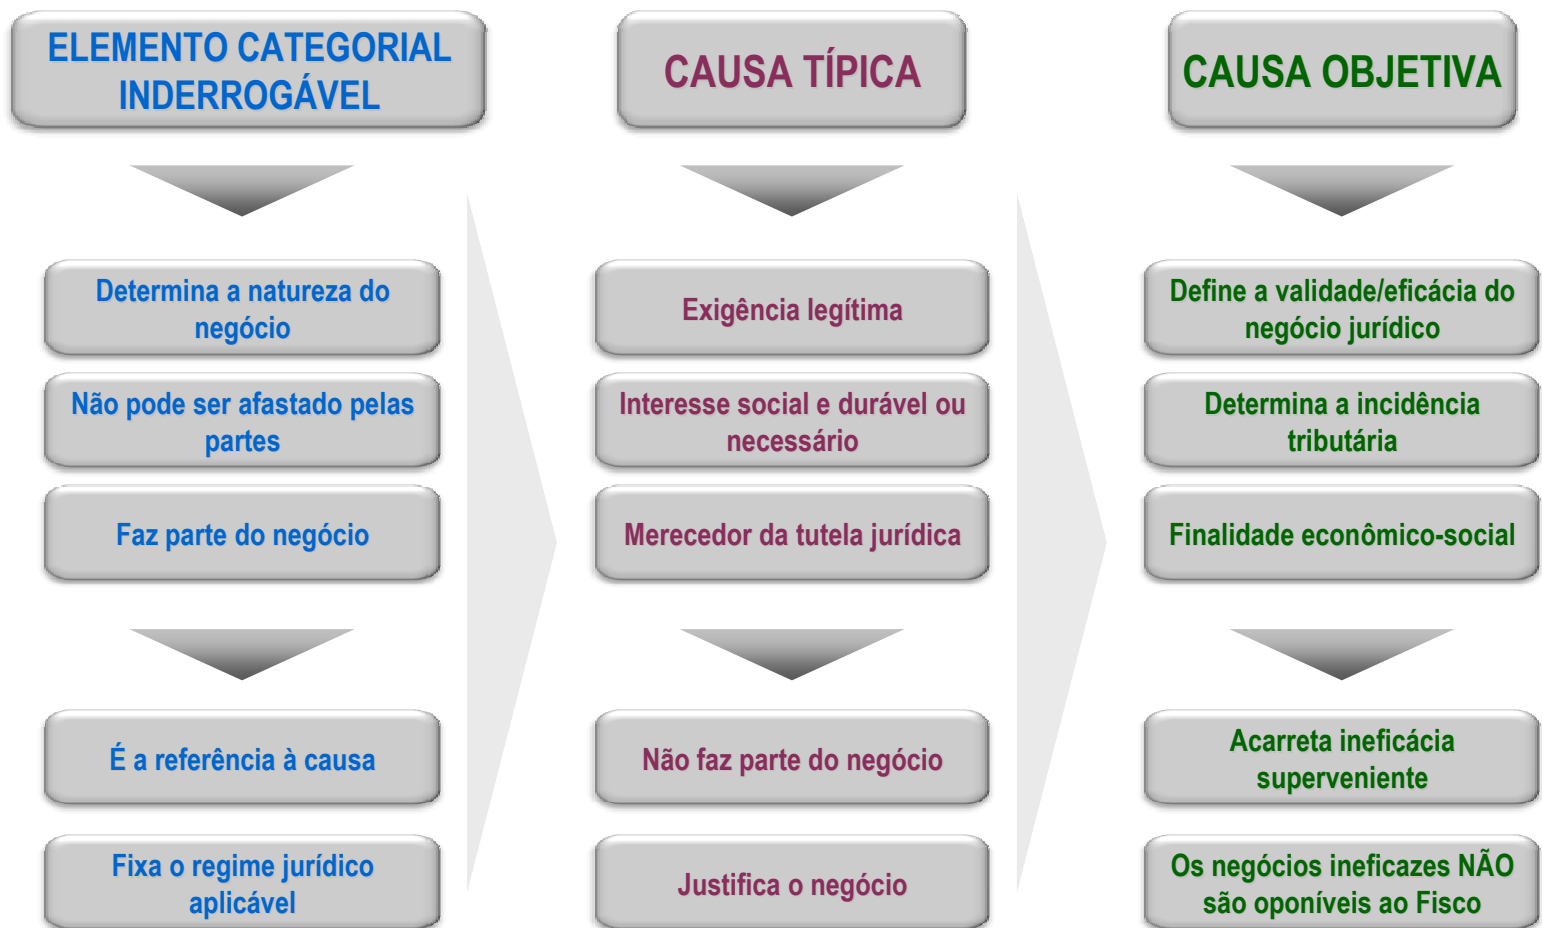 ELEMENTO CATEGORIAL
INDERROGÁVEL
Determina a natureza do
negócio
Não pode ser afastado pelas
partes
Faz parte do negócio
É a referência à causa
Fixa o regime jurídico
aplicável
CAUSA TÍPICA
Exigência legítima
Interesse social e durável ou
necessário
Merecedor da tutela jurídica
Não faz parte do negócio
Justifica o negócio
CAUSA OBJETIVA
Define a validade/eficácia do
negócio jurídico
Determina a incidência
tributária
Finalidade econômico-social
Acarreta ineficácia
superveniente
Os negócios ineficazes NÃO
são oponíveis ao Fisco